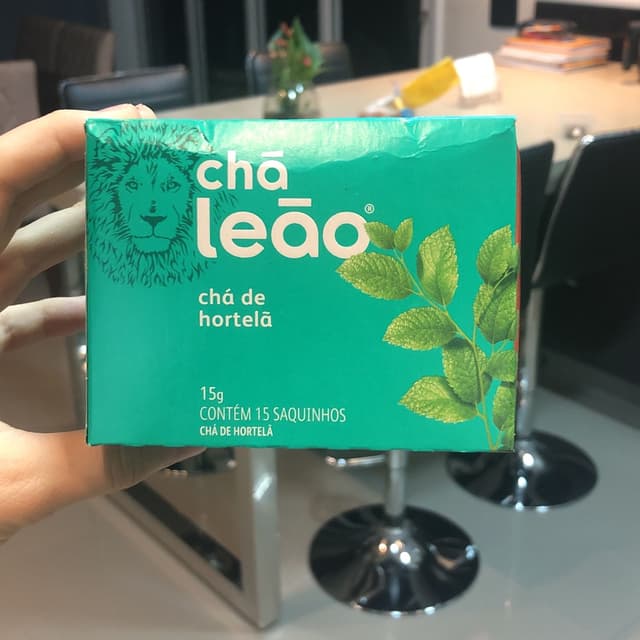 chá
leão®
chá de
hortelã
15g
CONTÉM 15 SAQUINHOS
CHÁ DE HORTELÃ